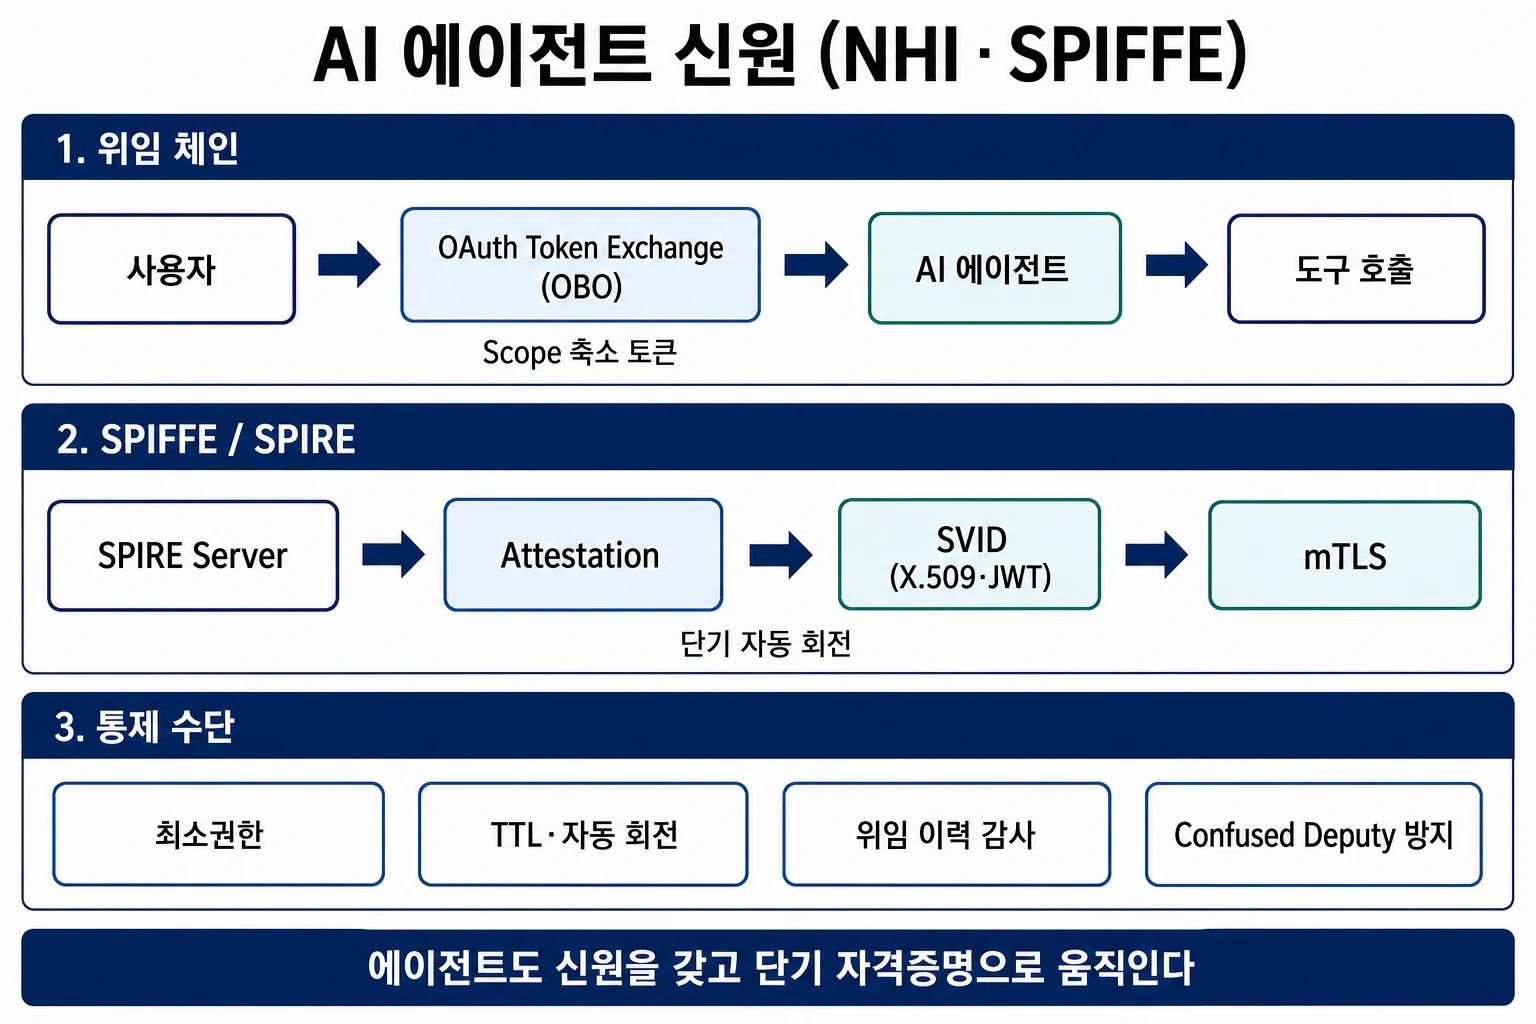 AI 에이전트 신원 (NHI · SPIFFE)
1. 위임 체인
사용자
OAuth Token Exchange
(OBO)
AI 에이전트
도구 호출
Scope 축소 토큰
2. SPIFFE / SPIRE
SPIRE Server
Attestation
SVID
(X.509·JWT)
mTLS
단기 자동 회전
3. 통제 수단
최소권한
TTL · 자동 회전
위임 이력 감사
Confused Deputy 방지
에이전트도 신원을 갖고 단기 자격증명으로 움직인다